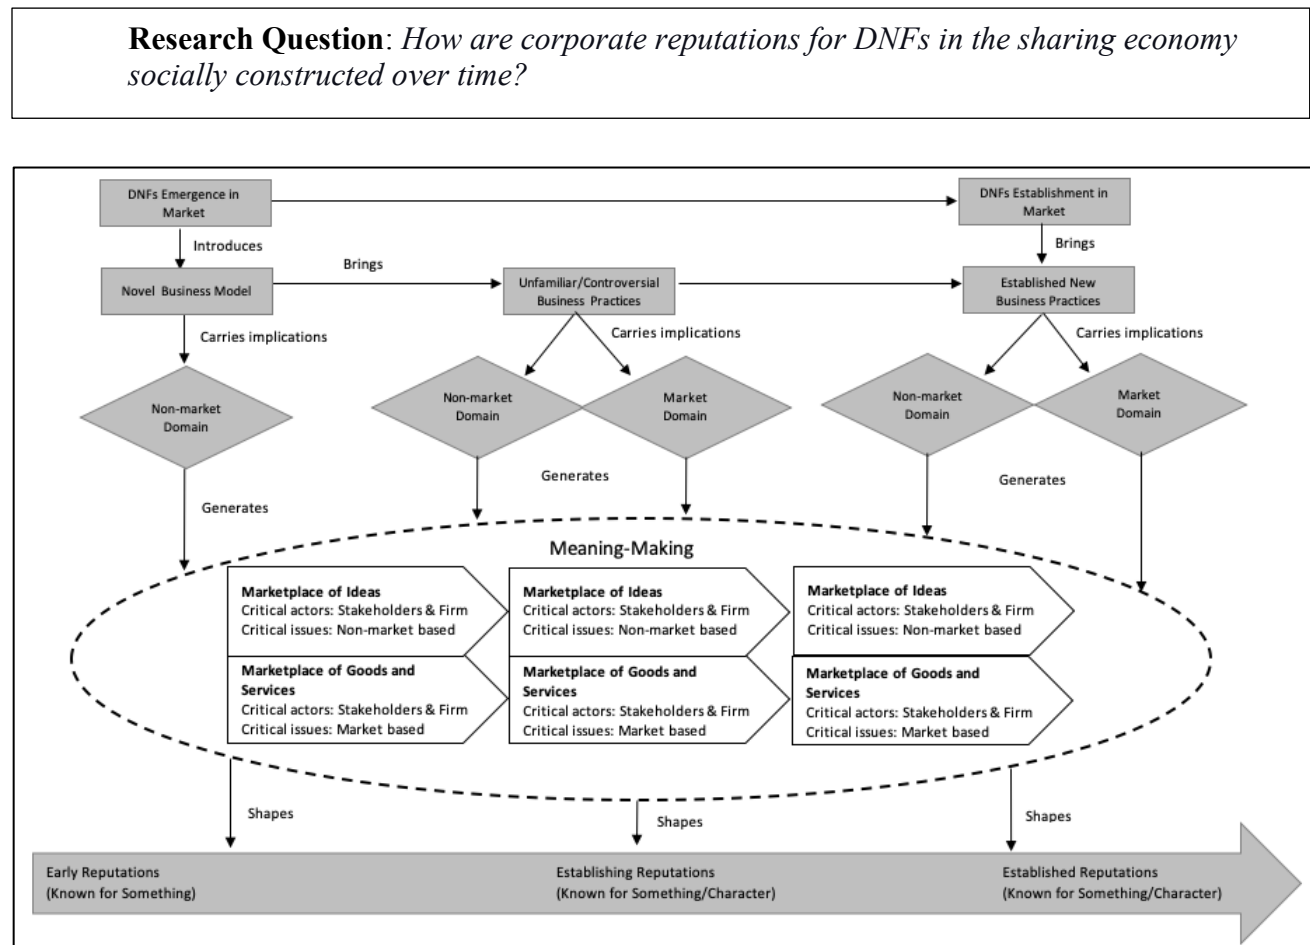 Research Question: How are corporate reputations for DNFs in the sharing economy
socially constructed over time?
DNFs Emergence in
Market
DNFs Establishment in
Market
Introduces
Brings
Novel Business Model
Brings
Unfamiliar/Controversial
Business Practices
Established New
Business Practices
Carries implications
Carries implications
Carries implications
Non-market
Domain
Non-market
Domain
Market
Domain
Non-market
Domain
Market
Domain
Generates
Generates
Generates
Meaning-Making
Marketplace of Ideas
Critical actors: Stakeholders & Firm
Critical issues: Non-market based
Marketplace of Ideas
Critical actors: Stakeholders & Firm
Critical issues: Non-market based
Marketplace of Ideas
Critical actors: Stakeholders & Firm
Critical issues: Non-market based
Marketplace of Goods and
Services
Critical actors: Stakeholders & Firm
Critical issues: Market based
Marketplace of Goods and
Services
Critical actors: Stakeholders & Firm
Critical issues: Market based
Marketplace of Goods and
Services
Critical actors: Stakeholders & Firm
Critical issues: Market based
Shapes
Shapes
Shapes
Early Reputations
(Known for Something)
Establishing Reputations
(Known for Something/Character)
Established Reputations
(Known for Something/Character)